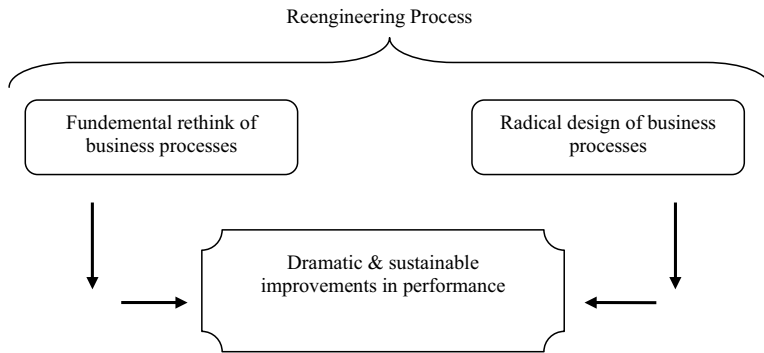 Reengineering Process
Fundemental rethink of
business processes
Radical design of business
processes
Dramatic & sustainable
improvements in performance